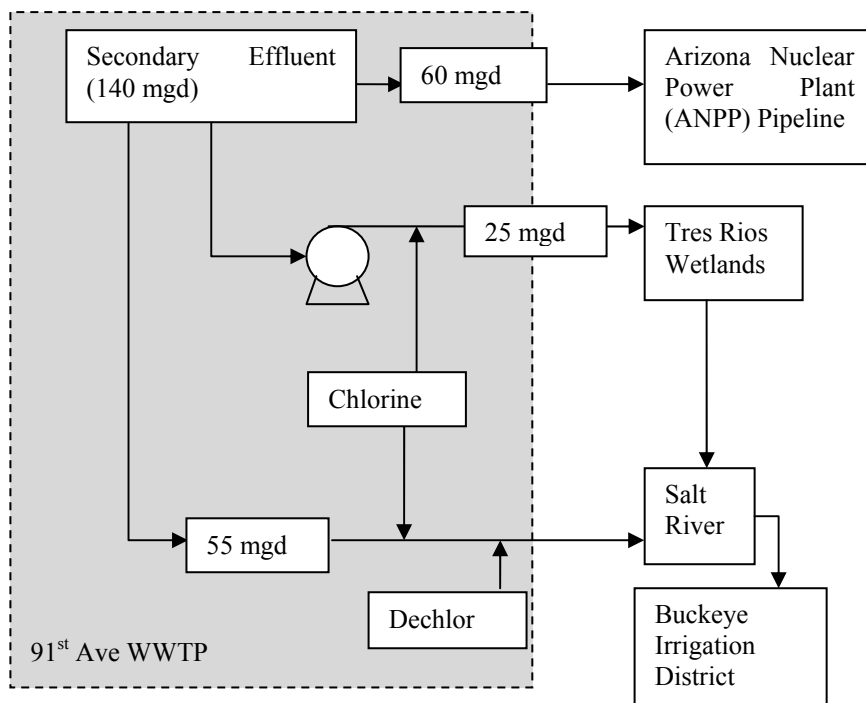 Secondary Effluent
(140 mgd)
60 mgd
Arizona Nuclear
Power Plant
(ANPP) Pipeline
25 mgd
Tres Rios
Wetlands
Chlorine
Salt
River
55 mgd
Dechlor
91st Ave WWTP
Buckeye
Irrigation
District